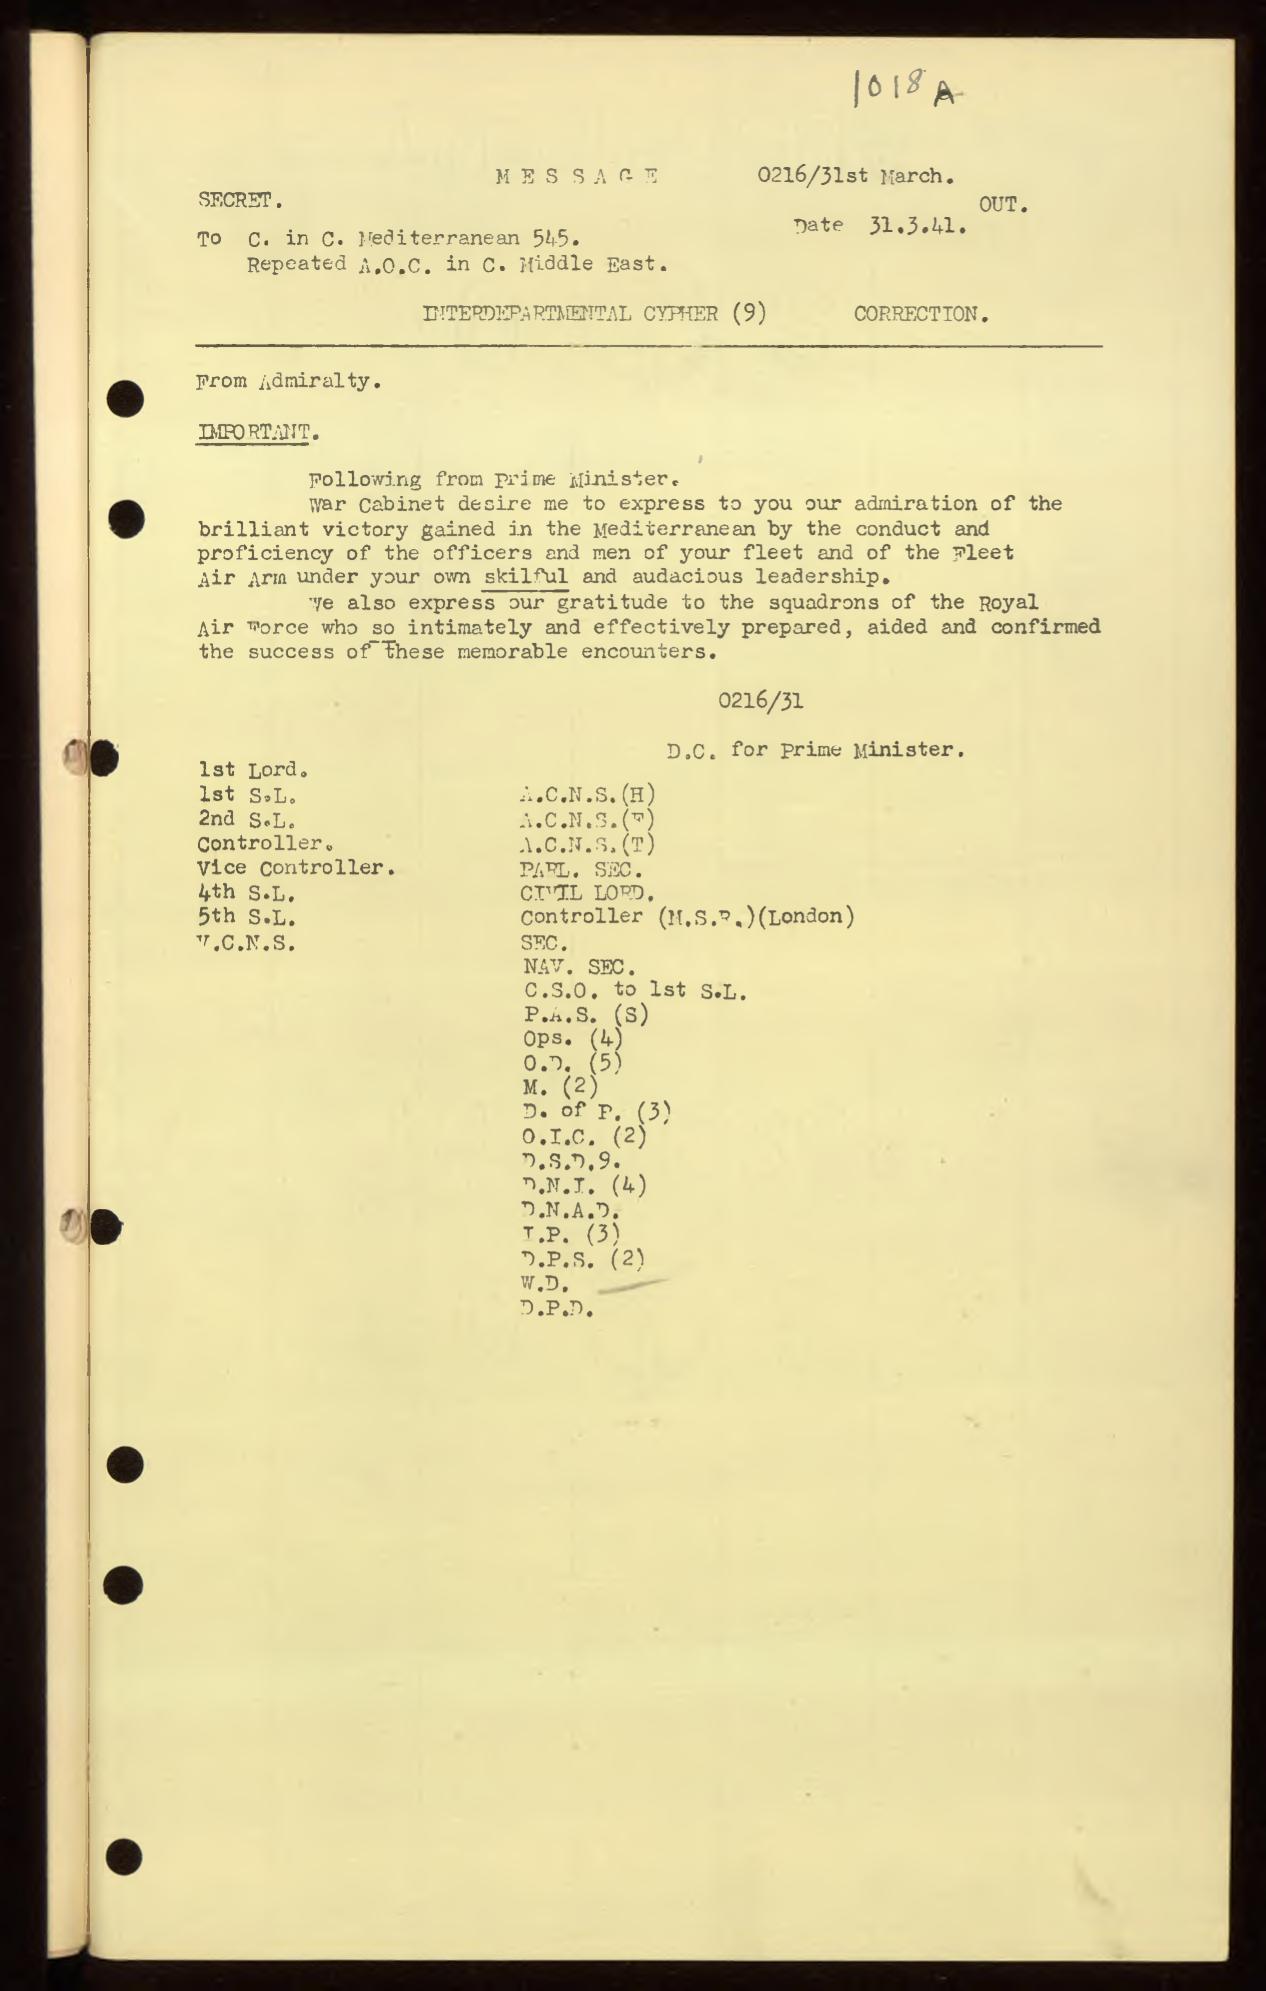 1018A
MESSAGE 0216/31st March.
SECRET. OUT.
Date 31.3.41.
To C. in C. Mediterranean 545.
Repeated A.O.C. in C. Middle East.
INTERDEPARTMENTAL CYPHER (9) CORRECTION.
From Admiralty.
IMPORTANT.
Following from Prime Minister.
War Cabinet desire me to express to you our admiration of the
brilliant victory gained in the Mediterranean by the conduct and
proficiency of the officers and men of your fleet and of the Fleet
Air Arm under your own skilful and audacious leadership.
We also express our gratitude to the squadrons of the Royal
Air Force who so intimately and effectively prepared, aided and confirmed
the success of these memorable encounters.
0216/31
D.C. for Prime Minister.
1st Lord.
1st S.L.
2nd S.L.
Controller.
Vice Controller.
4th S.L.
5th S.L.
V.C.N.S.
A.C.N.S.(H)
A.C.N.S.(F)
A.C.N.S.(T)
PARL. SEC.
CIVIL LORD.
Controller (M.S.R.)(London)
SEC.
NAV. SEC.
C.S.O. to 1st S.L.
P.A.S. (S)
Ops. (4)
O.D. (5)
M. (2)
D. of P. (3)
O.I.C. (2)
D.S.D.9.
D.N.I. (4)
D.N.A.D.
I.P. (3)
D.P.S. (2)
W.D.
D.P.D.